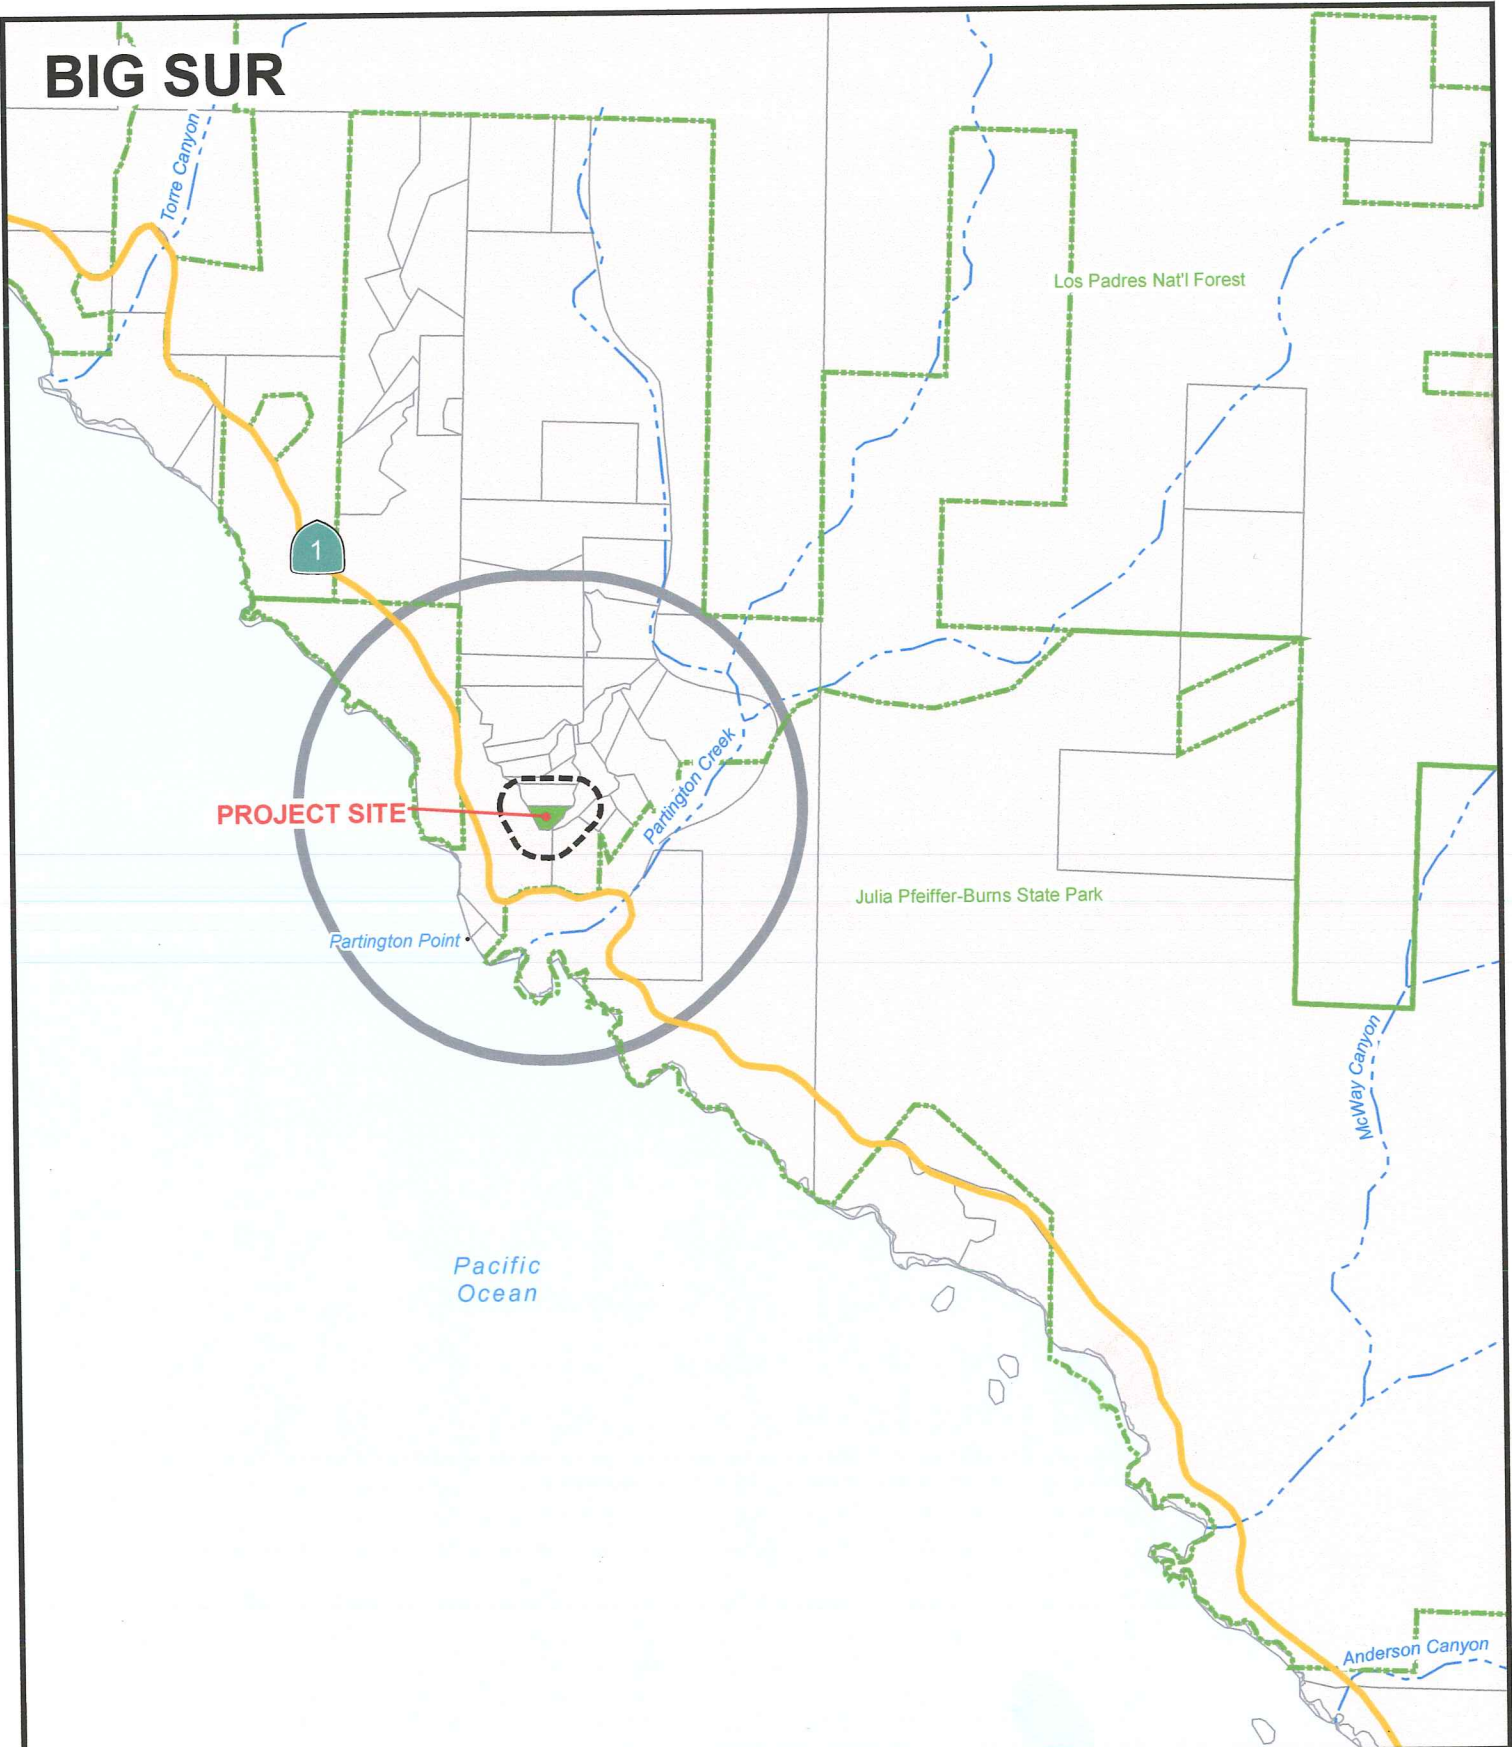 BIG SUR
Torre Canyon
Los Padres Nat'l Forest
1
Partington Creek
PROJECT SITE
Julia Pfeiffer-Burns State Park
Partington Point
McWay Canyon
Pacific
Ocean
Anderson Canyon